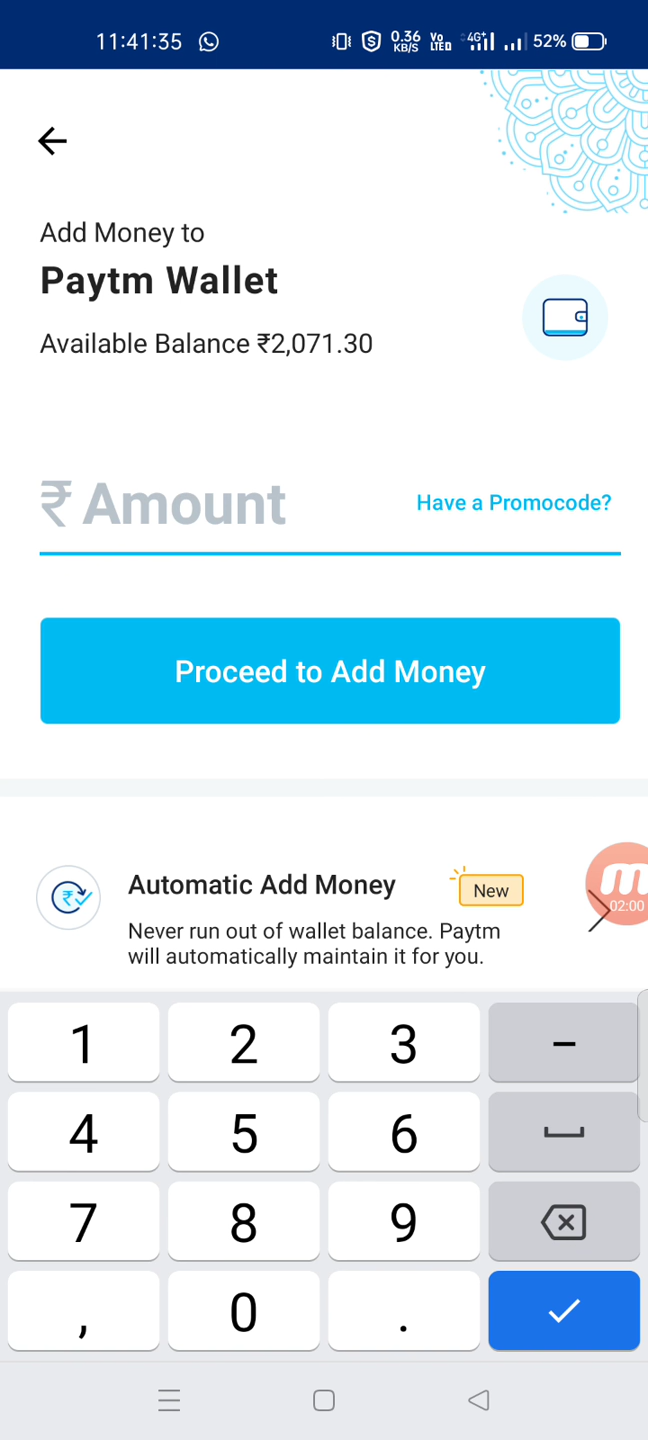 11:41:35
0.36 KB/S Vo LTED 4G+ 52%
Add Money to
Paytm Wallet
Available Balance ₹2,071.30
₹ Amount
Have a Promocode?
Proceed to Add Money
Automatic Add Money
New
Never run out of wallet balance. Paytm
will automatically maintain it for you.
02:00
1 2 3 –
4 5 6
7 8 9
, 0 .